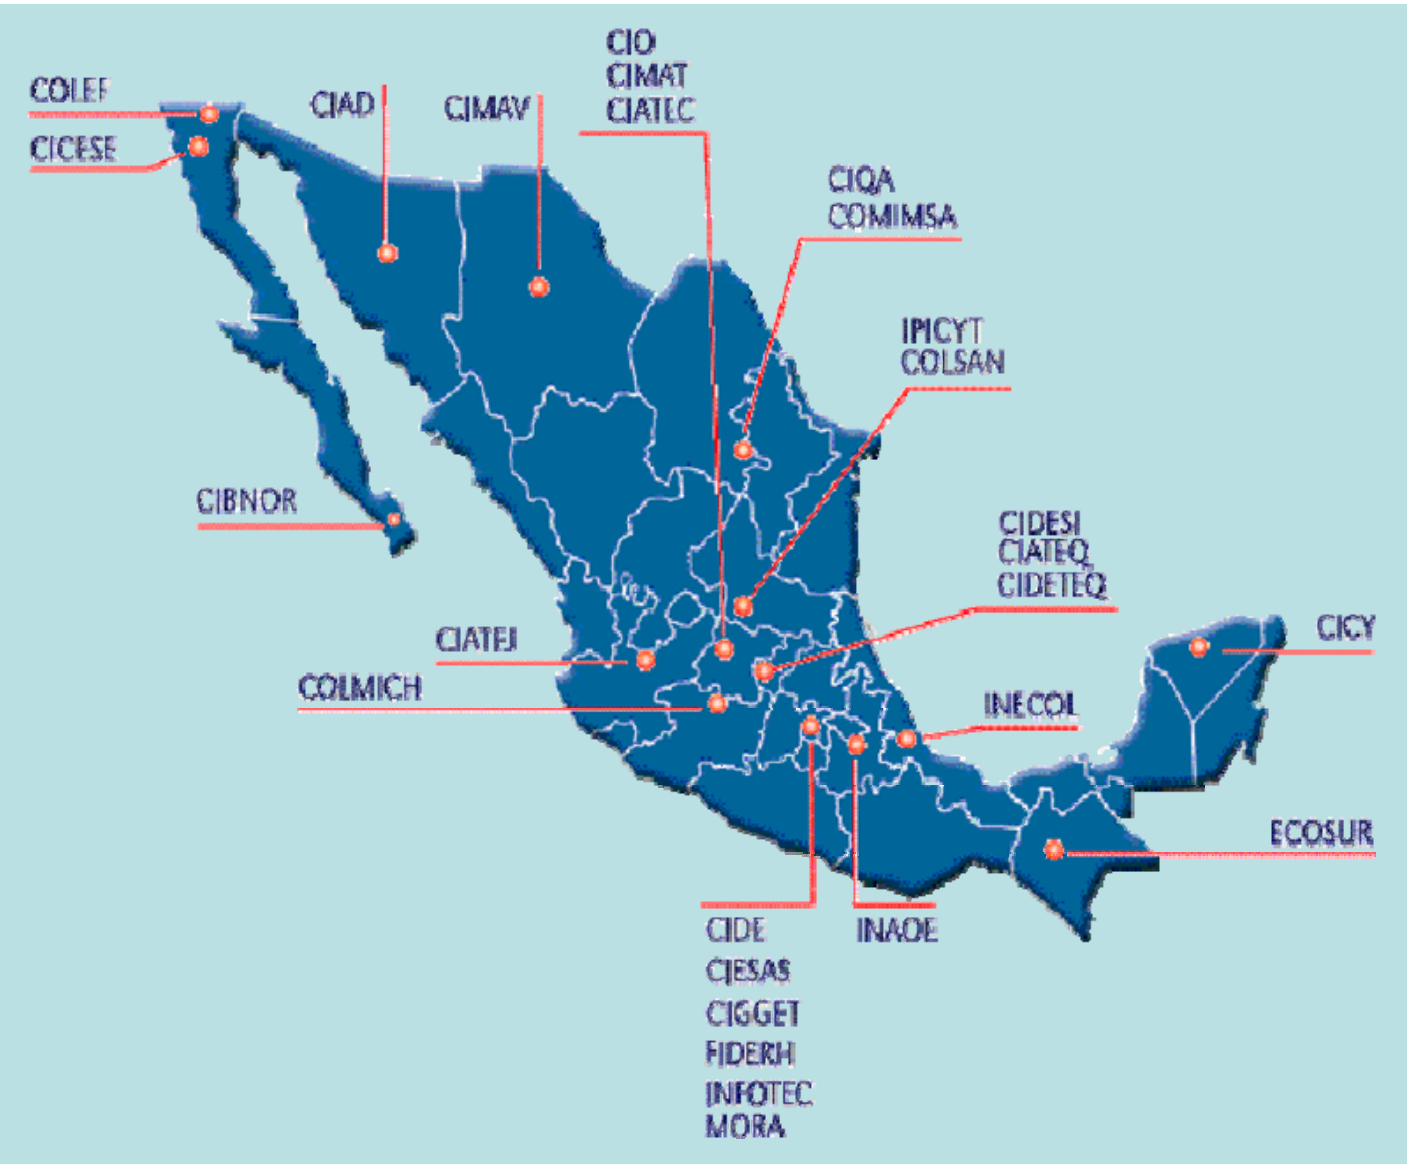 CIO
CIMAT
CIATEC
COLEF
CICESE
CIAD
CIMAV
CIQA
COMIMSA
IPICYT
COLSAN
CIBNOR
CIDESI
CIATEQ
CIDETEQ
CICY
CIATEJ
COLMICH
INECOL
ECOSUR
CIDE
CIESAS
CIGGET
FIDERH
INFOTEC
MORA
INAOE